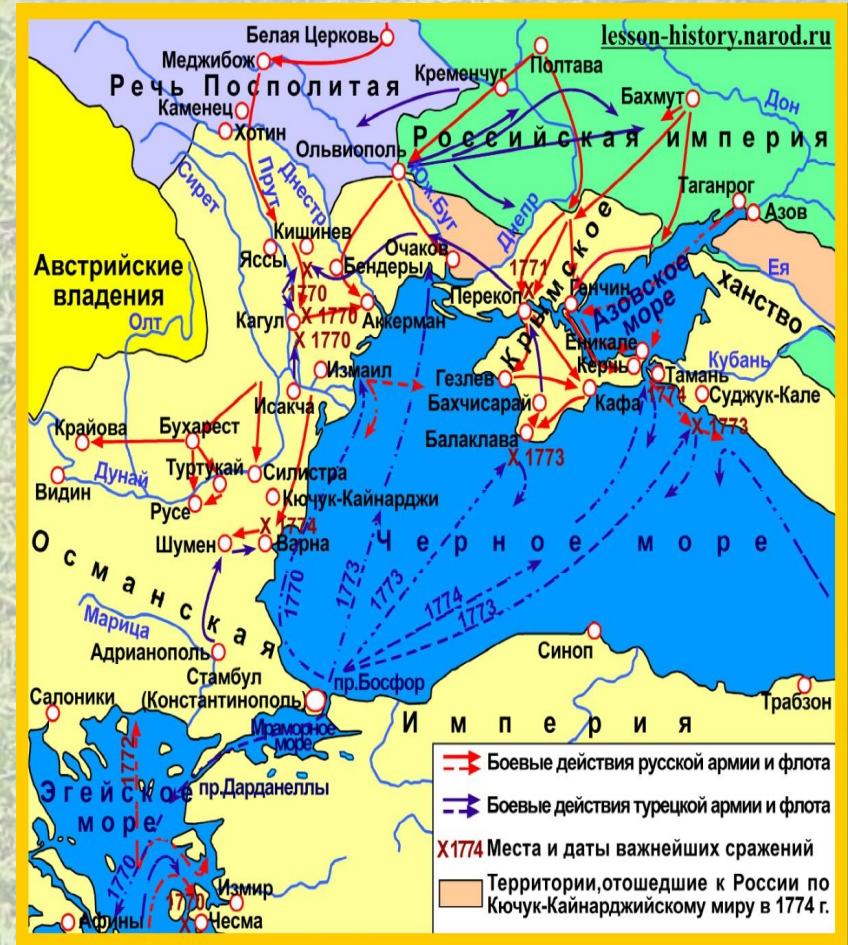 lesson-history.narod.ru
Белая Церковь
Меджибож
Речь Посполитая
Каменец
Хотин
Кременчуг
Полтава
Бахмут
Дон
Российская империя
Ольвиополь
Юж.Буг
Днепр
Таганрог
Азов
Сирет
Прут
Днестр
Кишинев
Яссы
Бендеры
Очаков
1771
Перекоп
Генчин
Крымское
ханство
Азовское
море
Ея
Австрийские
владения
Олт
1770
X 1770
X 1770
Кагул
Аккерман
Измаил
Исакча
Еникале
Керчь
Тамань
1774
Кубань
Суджук-Кале
X 1773
Гезлев
Бахчисарай
Кафа
Балаклава
X 1773
Крайова
Бухарест
Туртукай
Силистра
Дунай
Видин
Русе
Кючук-Кайнарджи
X 1774
Шумен
Варна
Черное море
Османская
Империя
1770
1773
1773
1774
1773
Марица
Адрианополь
Стамбул
(Константинополь)
пр.Босфор
Синоп
Трабзон
Салоники
Мраморное
море
1772
Эгейское
море
пр.Дарданеллы
1770
1770
X
Измир
Афины
Чесма
Боевые действия русской армии и флота
Боевые действия турецкой армии и флота
X1774 Места и даты важнейших сражений
Территории,отошедшие к России по
Кючук-Кайнарджийскому миру в 1774 г.